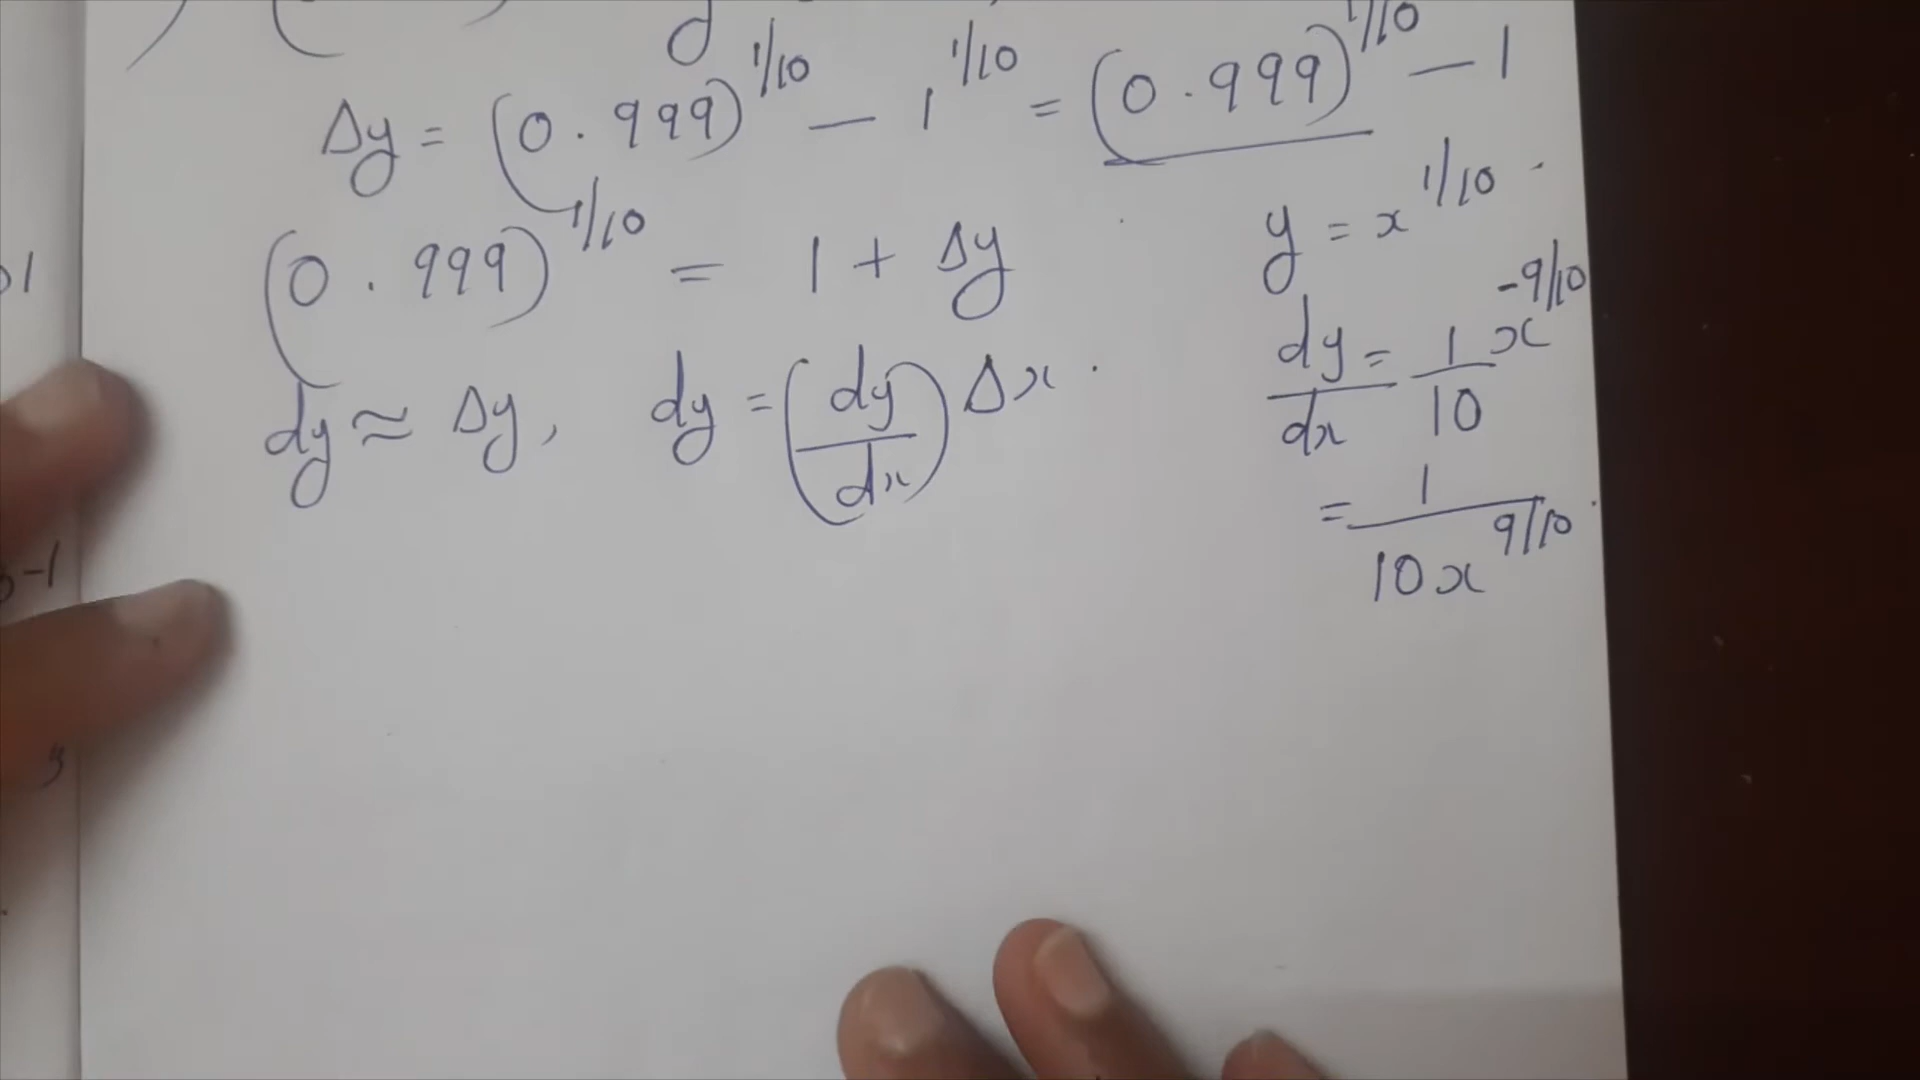 Δy = (0.999)^1/10 - 1^1/10 = (0.999)^1/10 - 1
(0.999)^1/10 = 1 + Δy
y = x^1/10
dy ≈ Δy, dy = (dy/dx) Δx
dy/dx = 1/10 x^-9/10
= 1/10x^9/10